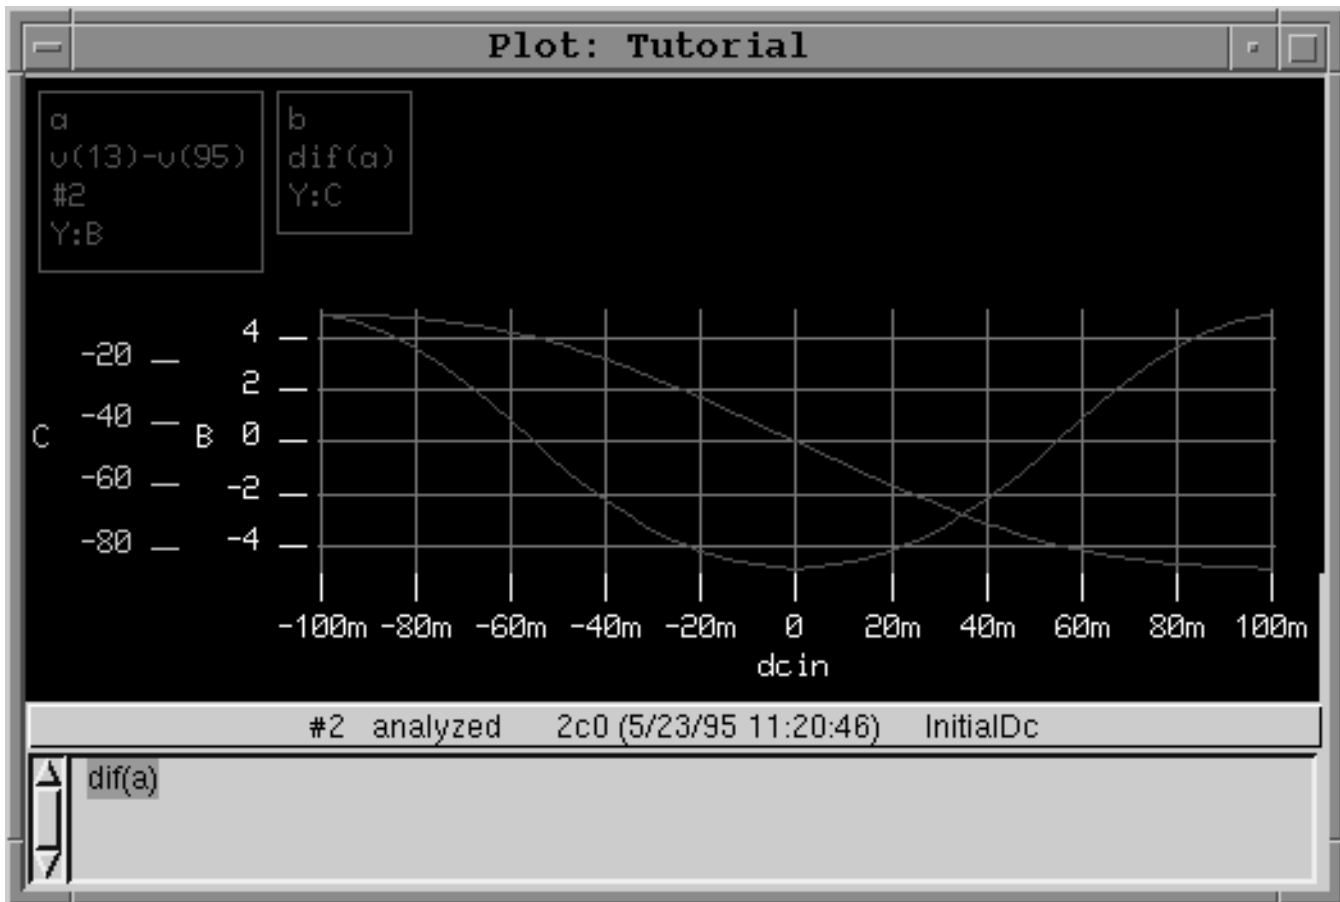 Plot: Tutorial
a
v(13)-v(95)
#2
Y:B
b
dif(a)
Y:C
C
-20
-40
-60
-80
B
4
2
0
-2
-4
-100m -80m -60m -40m -20m 0 20m 40m 60m 80m 100m
dcin
#2 analyzed 2c0 (5/23/95 11:20:46) InitialDc
dif(a)